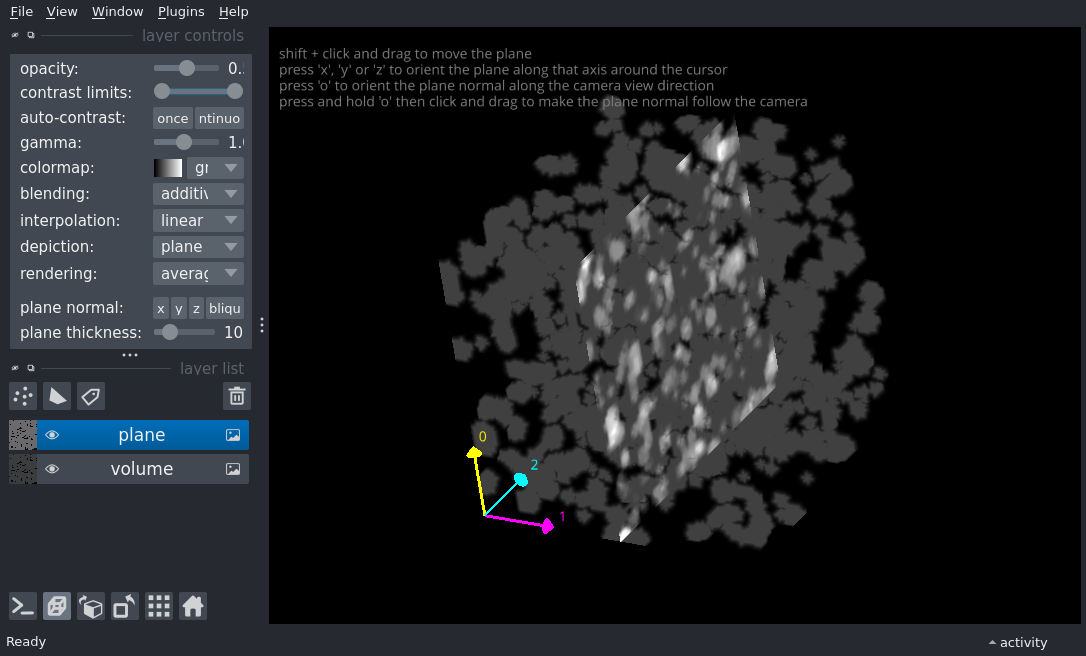 File View Window Plugins Help
layer controls
opacity: 0.
contrast limits:
auto-contrast: once ntinuo
gamma: 1.0
colormap: gr
blending: additiv
interpolation: linear
depiction: plane
rendering: averag
plane normal: x y z bliqu
plane thickness: 10
layer list
plane
volume
Ready
shift + click and drag to move the plane
press 'x', 'y' or 'z' to orient the plane along that axis around the cursor
press 'o' to orient the plane normal along the camera view direction
press and hold 'o' then click and drag to make the plane normal follow the camera
0
2
1
activity